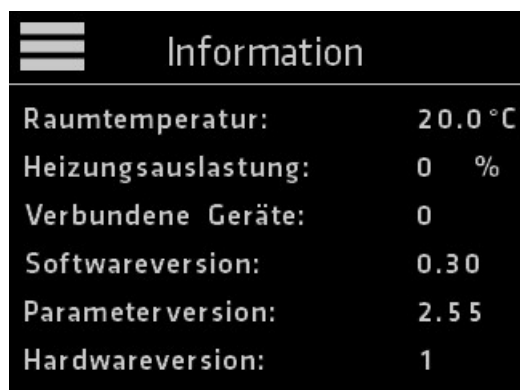 Information
Raumtemperatur: 20.0°C
Heizungsauslastung: 0 %
Verbundene Geräte: 0
Softwareversion: 0.30
Parameterversion: 2.55
Hardwareversion: 1